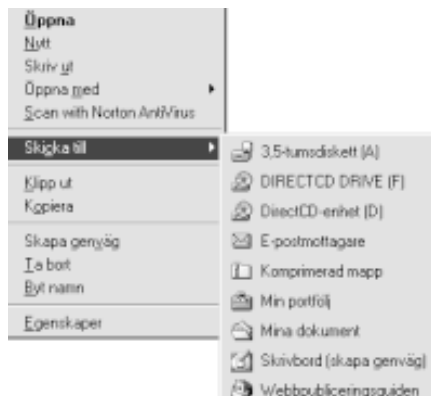 Öppna
Nytt
Skriv ut
Öppna med
Scan with Norton AntiVirus
Skicka till
Klipp ut
Kopiera
Skapa genväg
Ta bort
Byt namn
Egenskaper
3,5-tumsdiskett (A)
DIRECTCD DRIVE (F)
DirectCD-enhet (D)
E-postmottagare
Komprimerad mapp
Min portfölj
Mina dokument
Skrivbord (skapa genväg)
Webbpubliceringsguiden